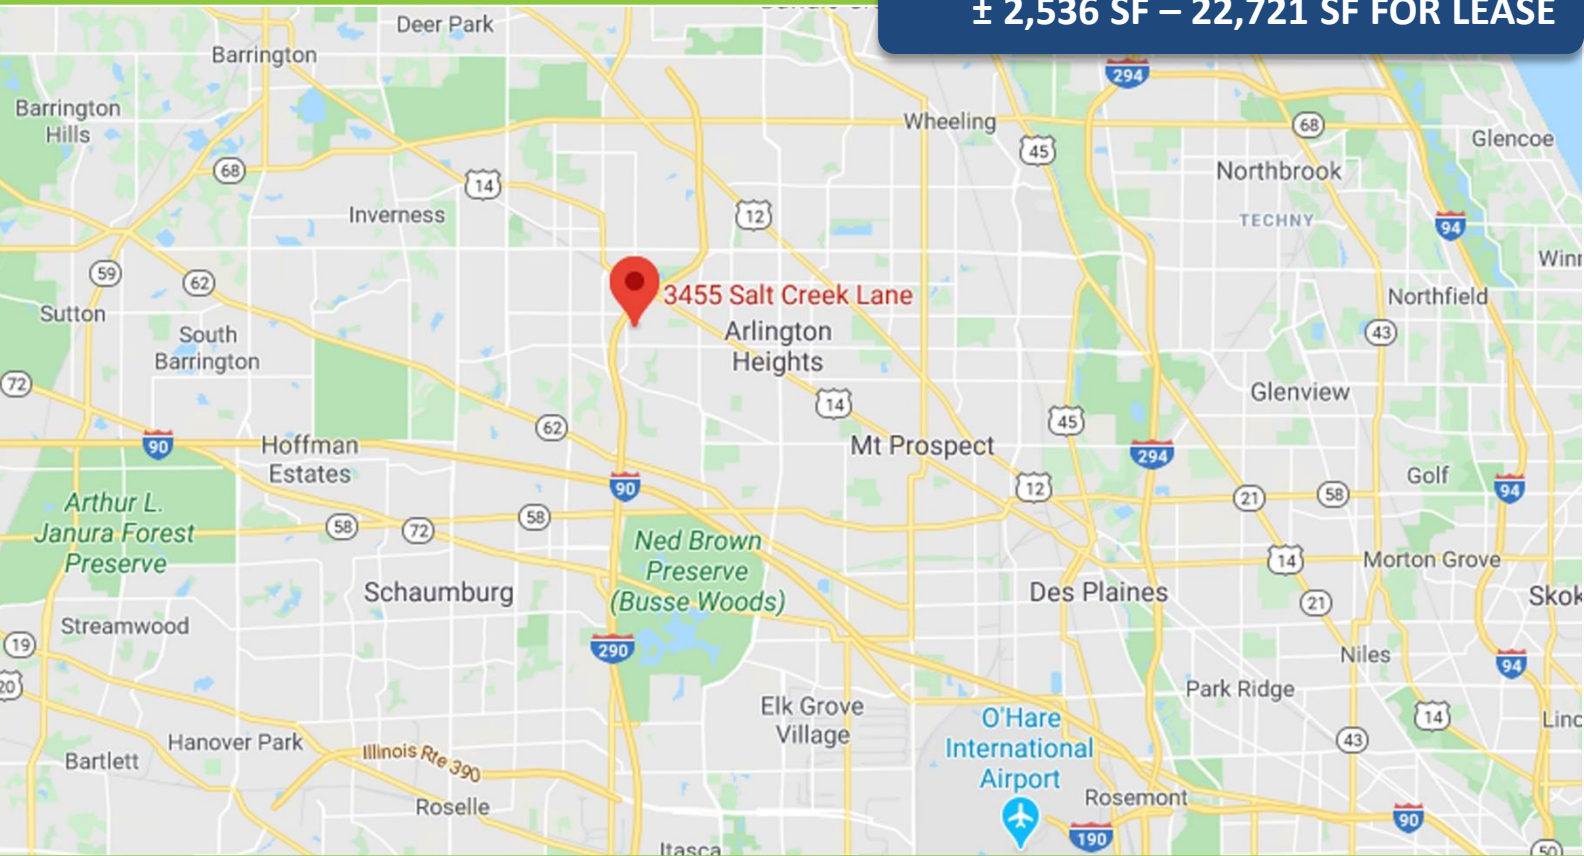 ± 2,536 SF – 22,721 SF FOR LEASE
Deer Park
Barrington
294
Barrington
Hills
Wheeling
68
45
Glencoe
68
14
Northbrook
Inverness
12
TECHNY
94
59
62
3455 Salt Creek Lane
Sutton
Northfield
South
Barrington
Arlington
Heights
43
72
14
Glenview
62
45
90
Hoffman
Estates
Mt Prospect
294
Golf
90
12
21
58
94
Arthur L.
Janura Forest
Preserve
58
72
58
Ned Brown
Preserve
(Busse Woods)
14
Morton Grove
Schaumburg
Des Plaines
21
Skok
Streamwood
19
290
Niles
94
20
Park Ridge
Elk Grove
Village
O'Hare
International
Airport
14
Linc
Hanover Park
43
Bartlett
Illinois Rte 390
Roselle
Rosemont
90
190
Itasca
50